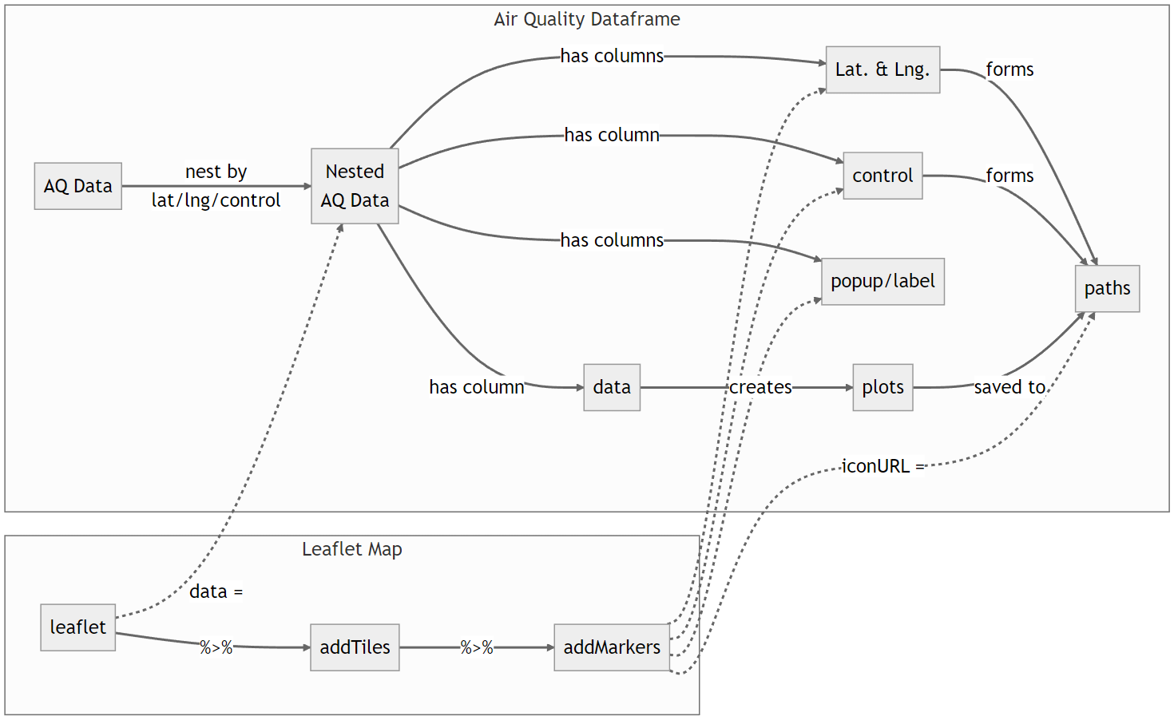 Air Quality Dataframe
has columns
Lat. & Lng.
forms
has column
nest by
lat/lng/control
AQ Data
Nested
AQ Data
control
forms
has columns
popup/label
paths
has column
data
creates
plots
saved to
iconURL =
Leaflet Map
data =
leaflet
%>%
addTiles
%>%
addMarkers